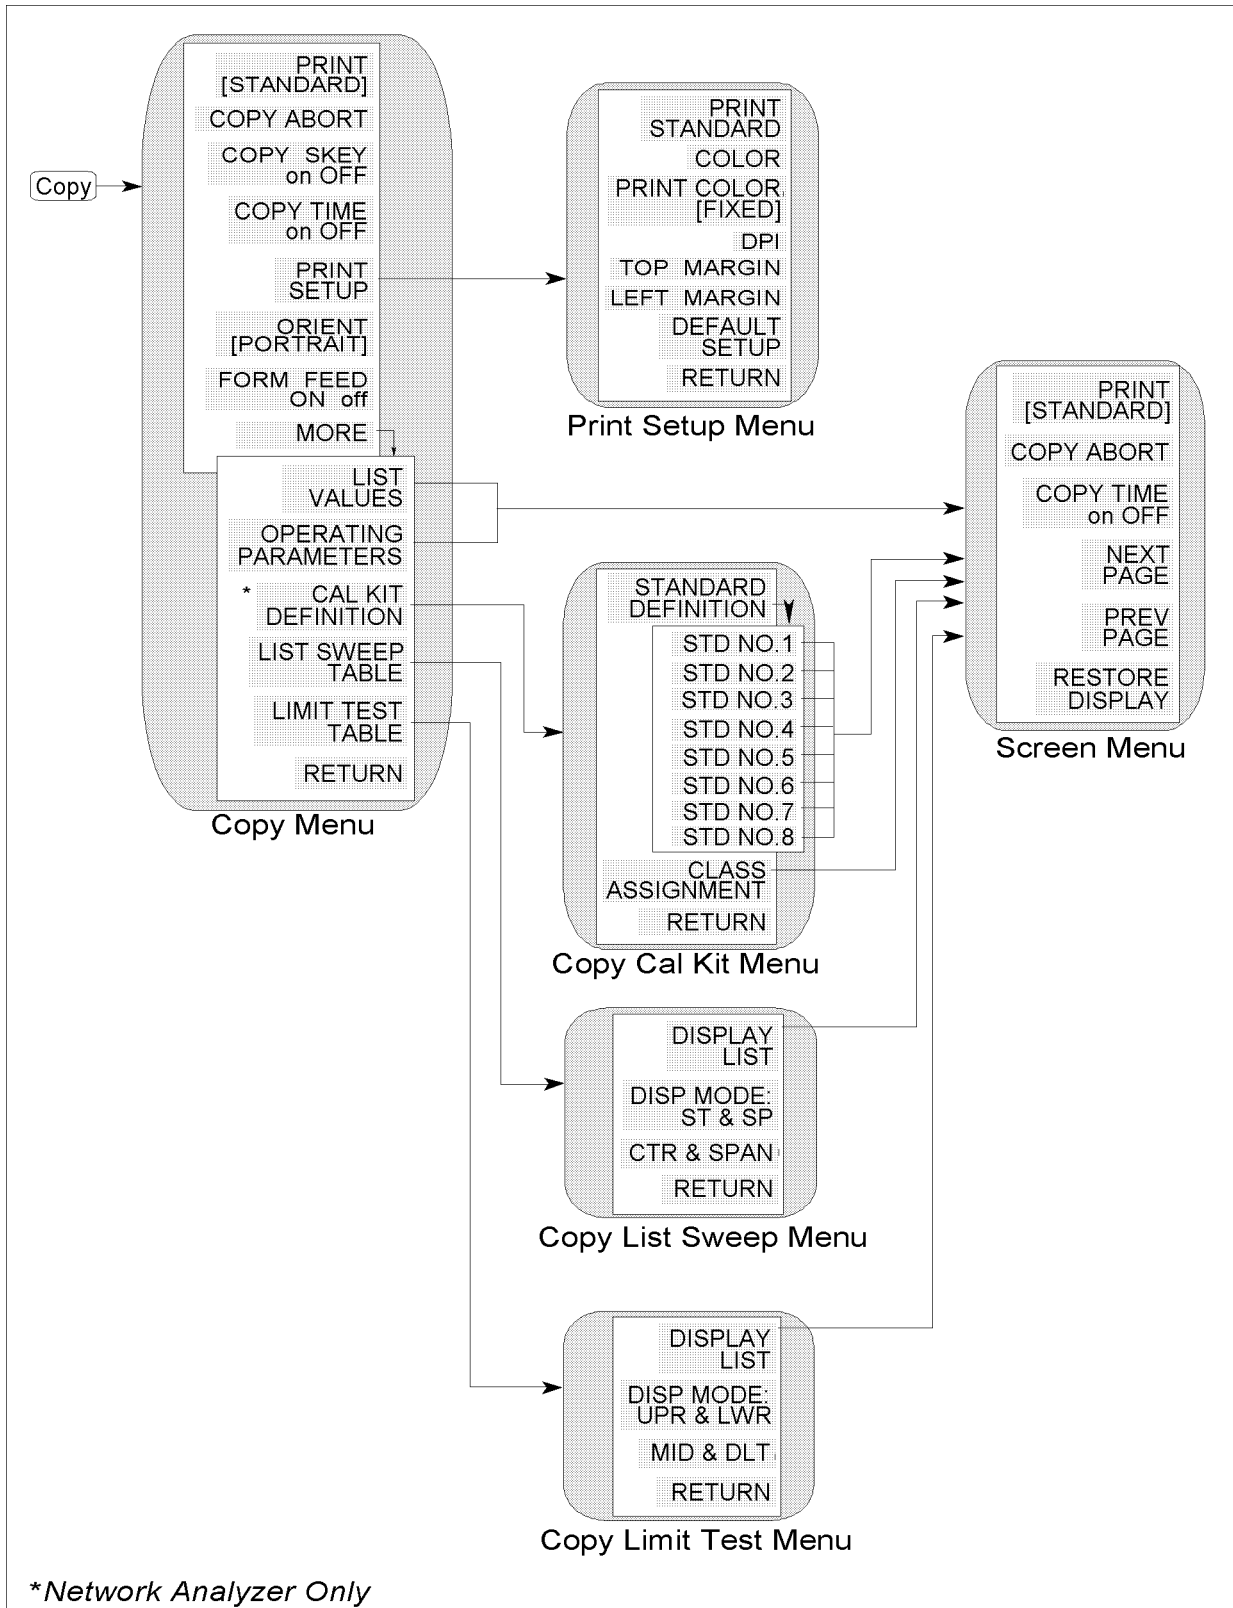 Copy
PRINT
[STANDARD]
COPY ABORT
COPY SKEY
on OFF
COPY TIME
on OFF
PRINT
SETUP
ORIENT
[PORTRAIT]
FORM FEED
ON off
MORE
LIST
VALUES
OPERATING
PARAMETERS
* CAL KIT
DEFINITION
LIST SWEEP
TABLE
LIMIT TEST
TABLE
RETURN
Copy Menu
PRINT
STANDARD
COLOR
PRINT COLOR
[FIXED]
DPI
TOP MARGIN
LEFT MARGIN
DEFAULT
SETUP
RETURN
Print Setup Menu
STANDARD
DEFINITION
STD NO.1
STD NO.2
STD NO.3
STD NO.4
STD NO.5
STD NO.6
STD NO.7
STD NO.8
CLASS
ASSIGNMENT
RETURN
Copy Cal Kit Menu
DISPLAY
LIST
DISP MODE:
ST & SP
CTR & SPAN
RETURN
Copy List Sweep Menu
DISPLAY
LIST
DISP MODE:
UPR & LWR
MID & DLT
RETURN
Copy Limit Test Menu
PRINT
[STANDARD]
COPY ABORT
COPY TIME
on OFF
NEXT
PAGE
PREV
PAGE
RESTORE
DISPLAY
Screen Menu
*Network Analyzer Only